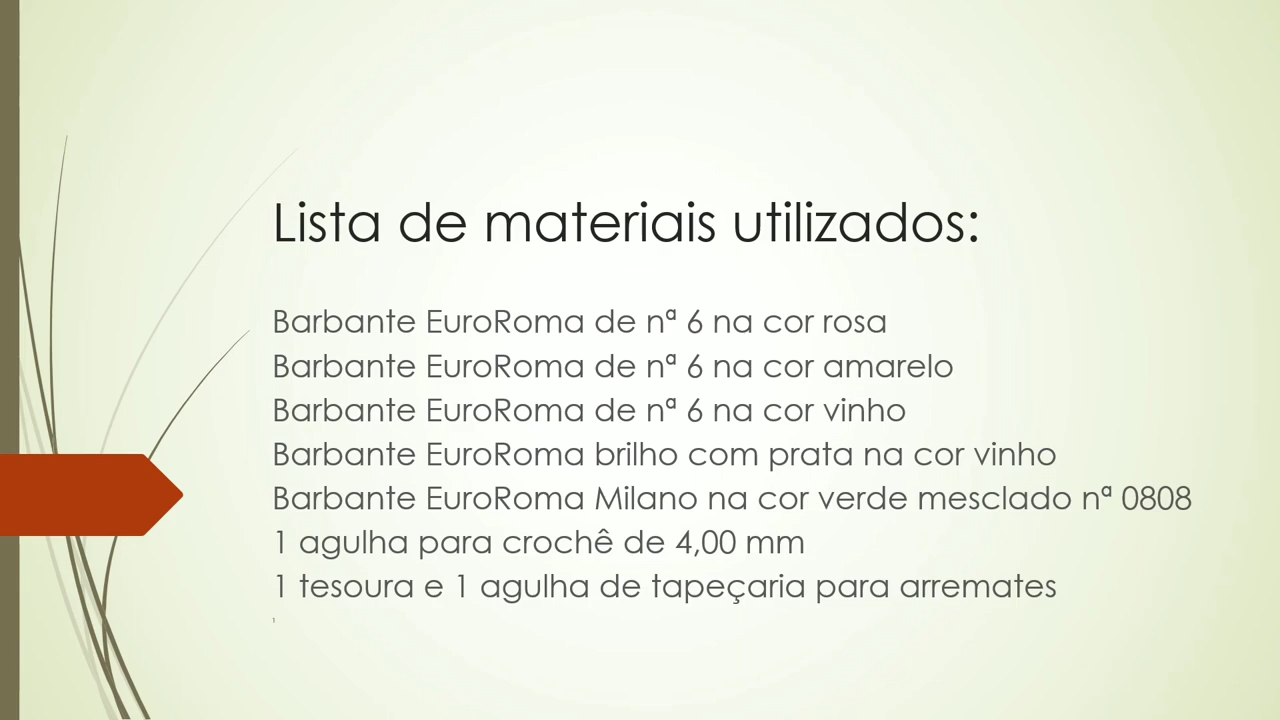 Lista de materiais utilizados:
Barbante EuroRoma de nª 6 na cor rosa
Barbante EuroRoma de nª 6 na cor amarelo
Barbante EuroRoma de nª 6 na cor vinho
Barbante EuroRoma brilho com prata na cor vinho
Barbante EuroRoma Milano na cor verde mesclado nª 0808
1 agulha para crochê de 4,00 mm
1 tesoura e 1 agulha de tapeçaria para arremates